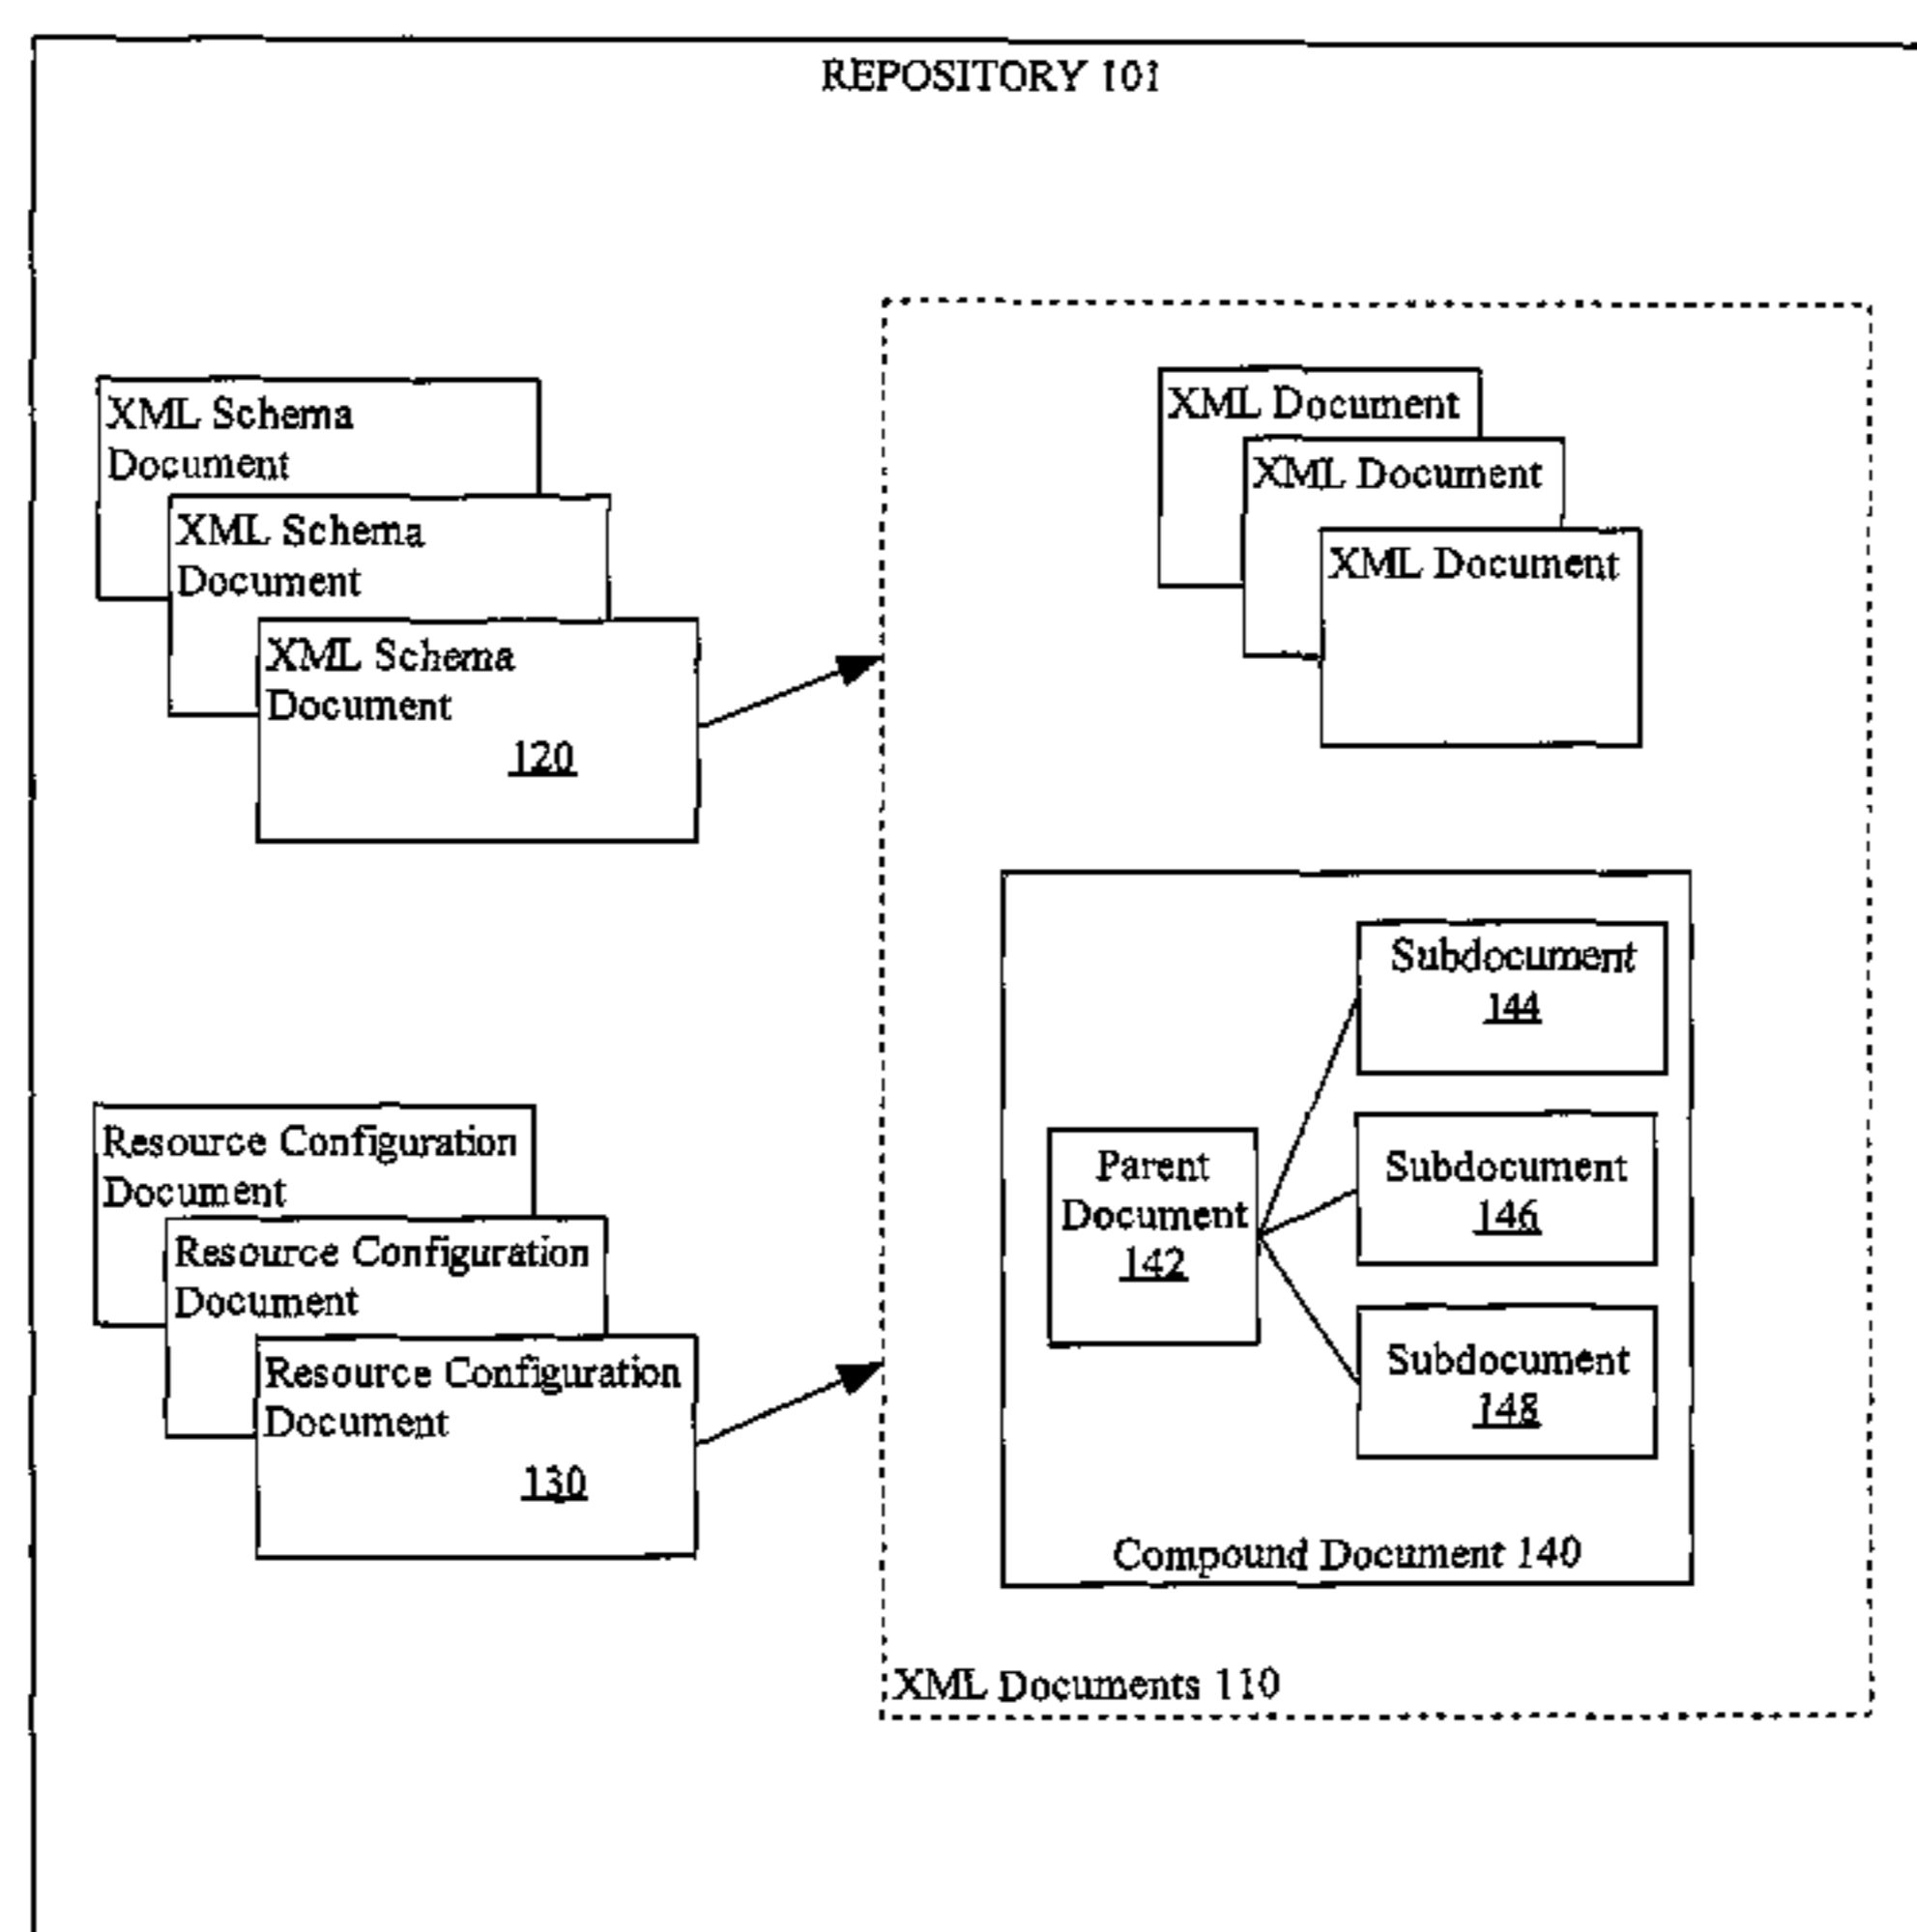 REPOSITORY 101
XML Schema
Document
XML Schema
Document
XML Schema
Document
120
XML Document
XML Document
XML Document
Resource Configuration
Document
Resource Configuration
Document
Resource Configuration
Document
130
Parent
Document
142
Subdocument
144
Subdocument
146
Subdocument
148
Compound Document 140
XML Documents 110